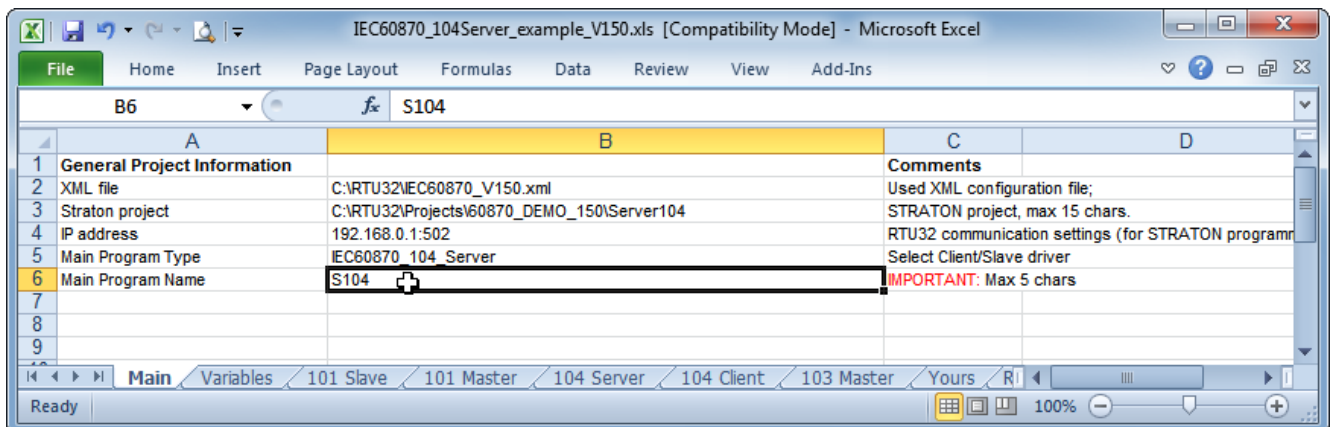 IEC60870_104Server_example_V150.xls [Compatibility Mode] - Microsoft Excel
File Home Insert Page Layout Formulas Data Review View Add-Ins
B6 fx S104
A B C D
1 General Project Information Comments
2 XML file C:\RTU32\IEC60870_V150.xml Used XML configuration file;
3 Straton project C:\RTU32\Projects\60870_DEMO_150\Server104 STRATON project, max 15 chars.
4 IP address 192.168.0.1:502 RTU32 communication settings (for STRATON programm
5 Main Program Type IEC60870_104_Server Select Client/Slave driver
6 Main Program Name S104 IMPORTANT: Max 5 chars
7
8
9
Main Variables 101 Slave 101 Master 104 Server 104 Client 103 Master Yours
Ready 100%